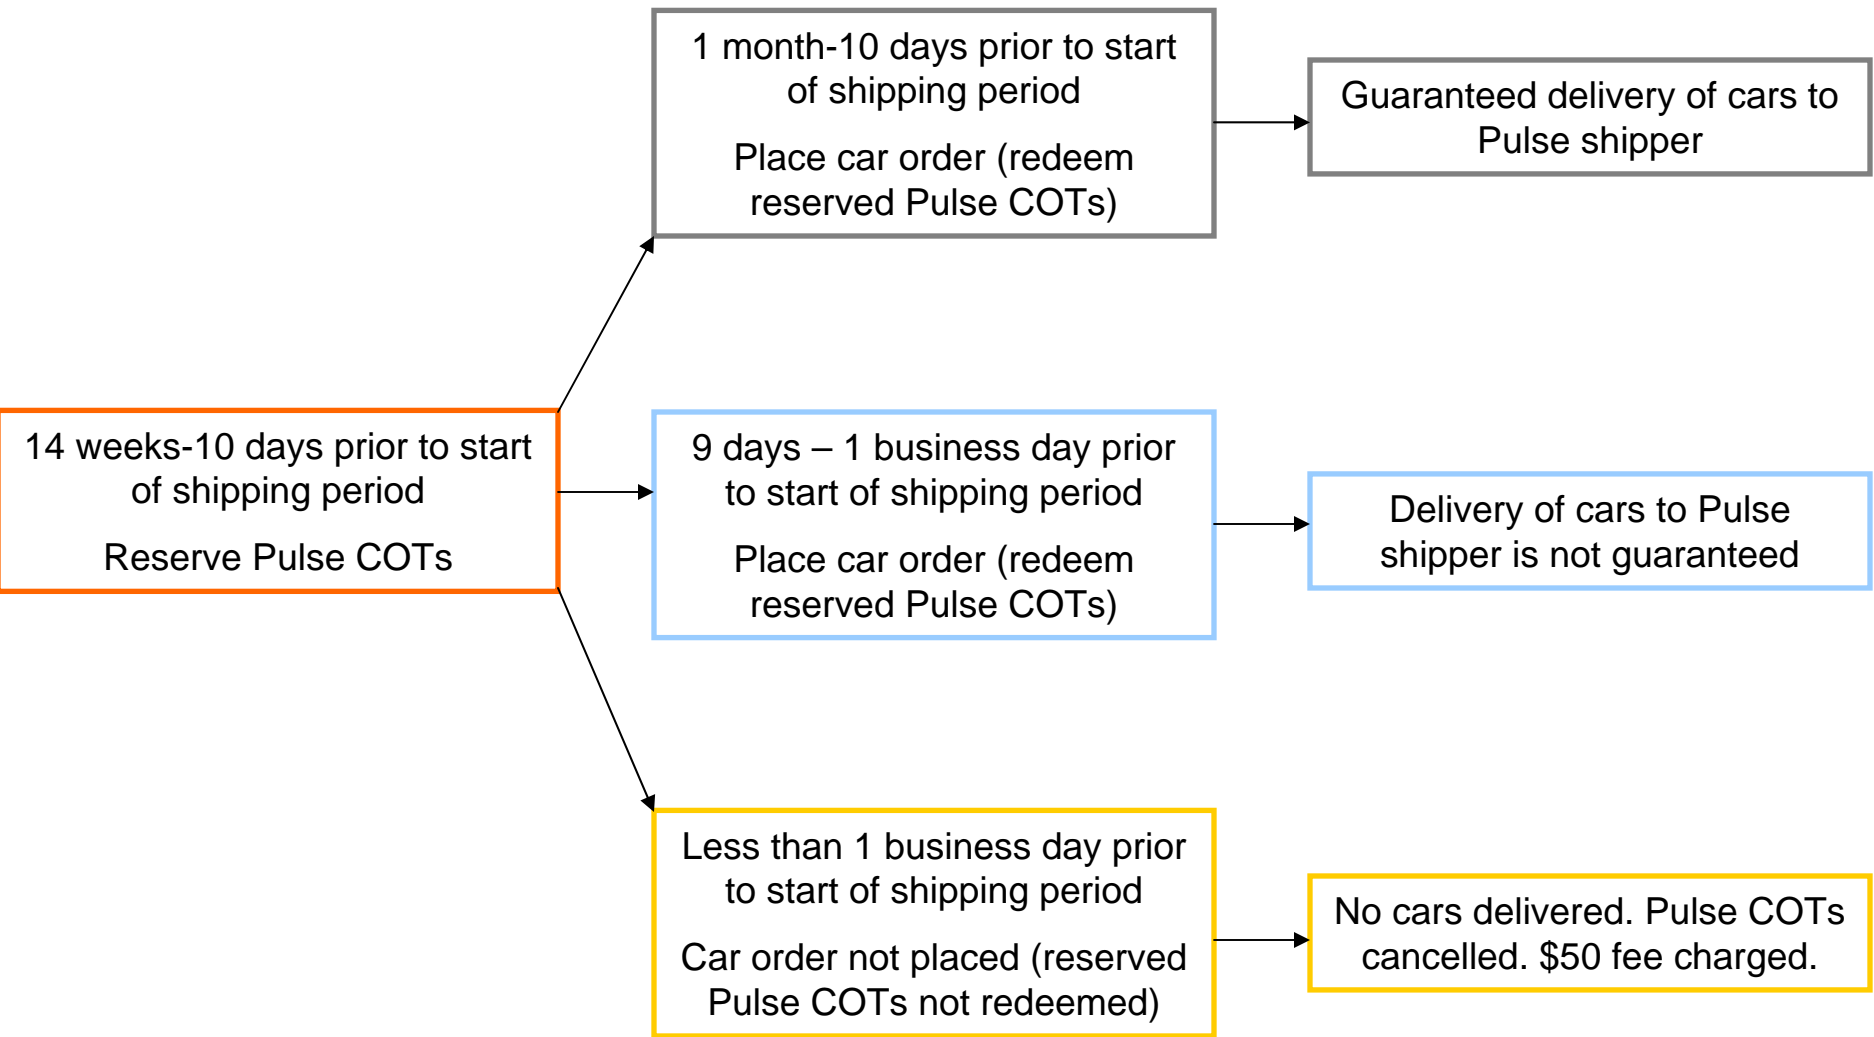 1 month-10 days prior to start
of shipping period
Place car order (redeem
reserved Pulse COTs)
Guaranteed delivery of cars to
Pulse shipper
14 weeks-10 days prior to start
of shipping period
Reserve Pulse COTs
9 days – 1 business day prior
to start of shipping period
Place car order (redeem
reserved Pulse COTs)
Delivery of cars to Pulse
shipper is not guaranteed
Less than 1 business day prior
to start of shipping period
Car order not placed (reserved
Pulse COTs not redeemed)
No cars delivered. Pulse COTs
cancelled. $50 fee charged.